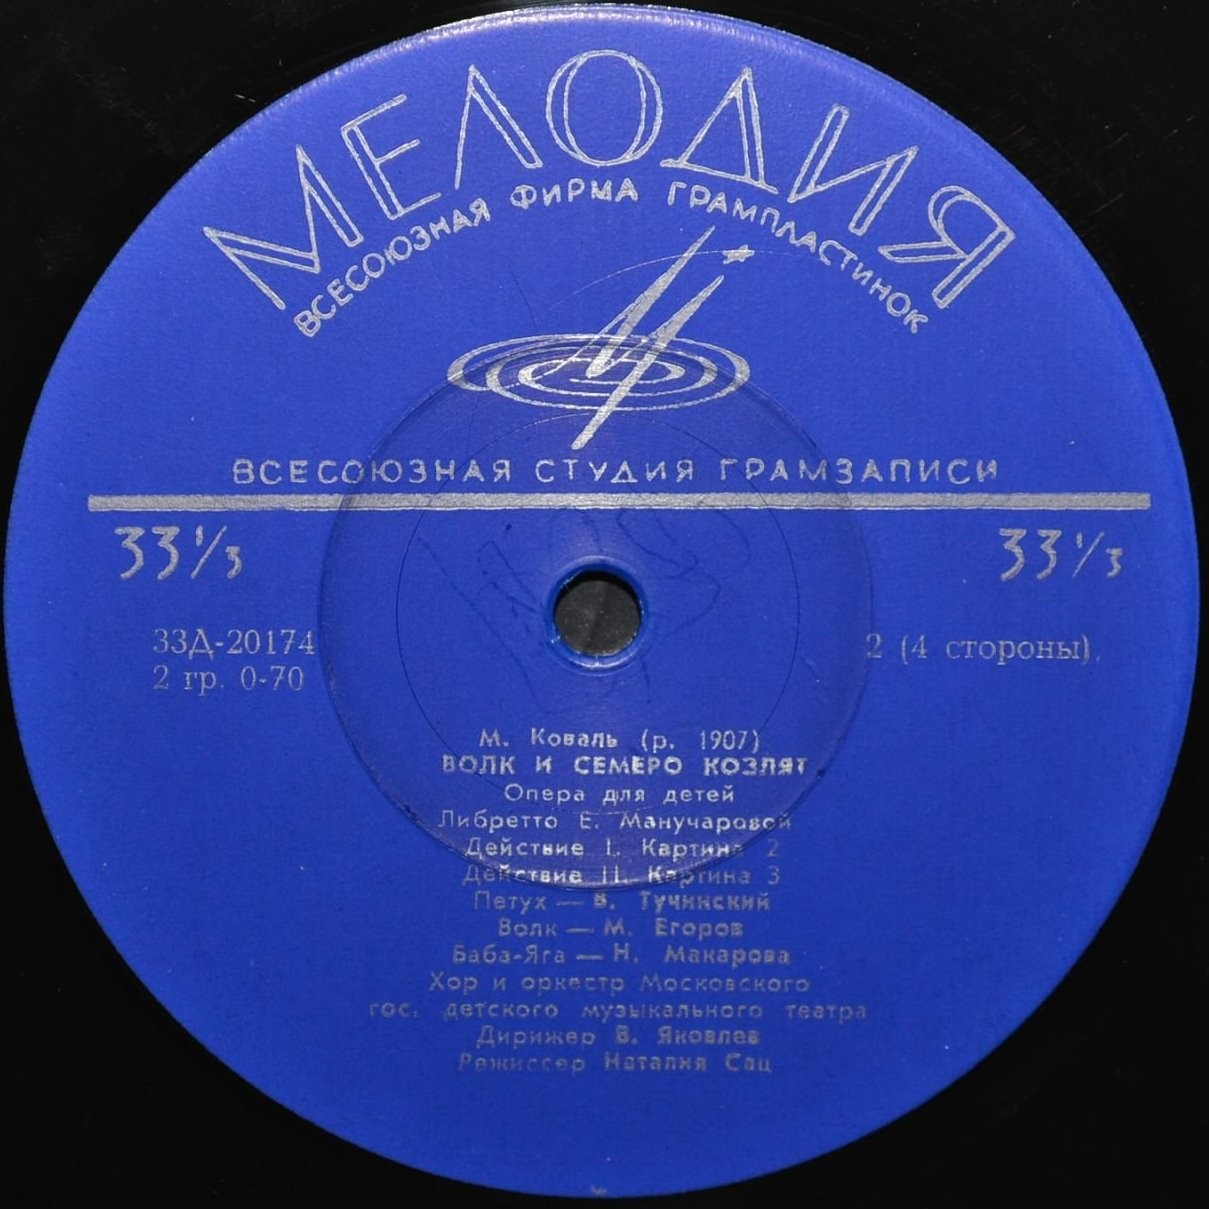 МЕЛОДИЯ
ВСЕСОЮЗНАЯ ФИРМА ГРАМПЛАСТИНОК
ВСЕСОЮЗНАЯ СТУДИЯ ГРАМЗАПИСИ
33⅓ 33⅓
33Д-20174 2 (4 стороны).
2 гр. 0-70
М. Коваль (р. 1907)
ВОЛК И СЕМЕРО КОЗЛЯТ
Опера для детей
Либретто Е. Манучаровой
Действие I. Картина 2
Действие II. Картина 3
Петух — В. Тучинский
Волк — М. Егоров
Баба-Яга — Н. Макарова
Хор и оркестр Московского
гос. детского музыкального театра
Дирижер В. Яковлев
Режиссер Наталия Сац